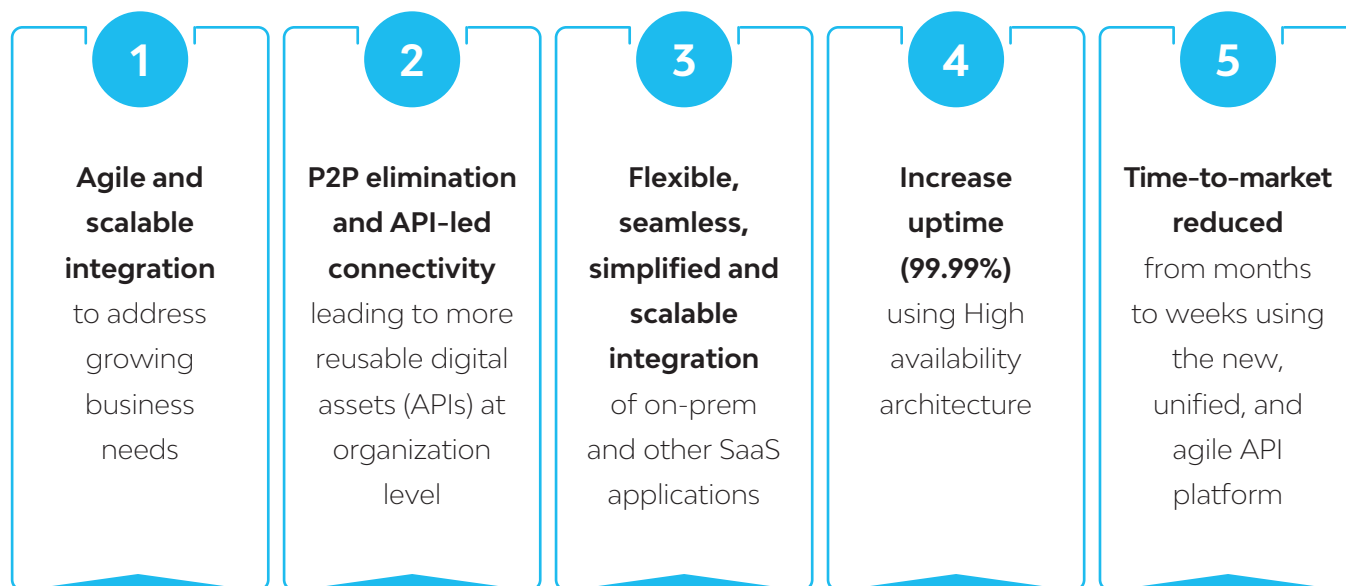 1
Agile and
scalable
integration
to address
growing
business
needs
2
P2P elimination
and API-led
connectivity
leading to more
reusable digital
assets (APIs) at
organization
level
3
Flexible,
seamless,
simplified and
scalable
integration
of on-prem
and other SaaS
applications
4
Increase
uptime
(99.99%)
using High
availability
architecture
5
Time-to-market
reduced
from months
to weeks using
the new,
unified, and
agile API
platform